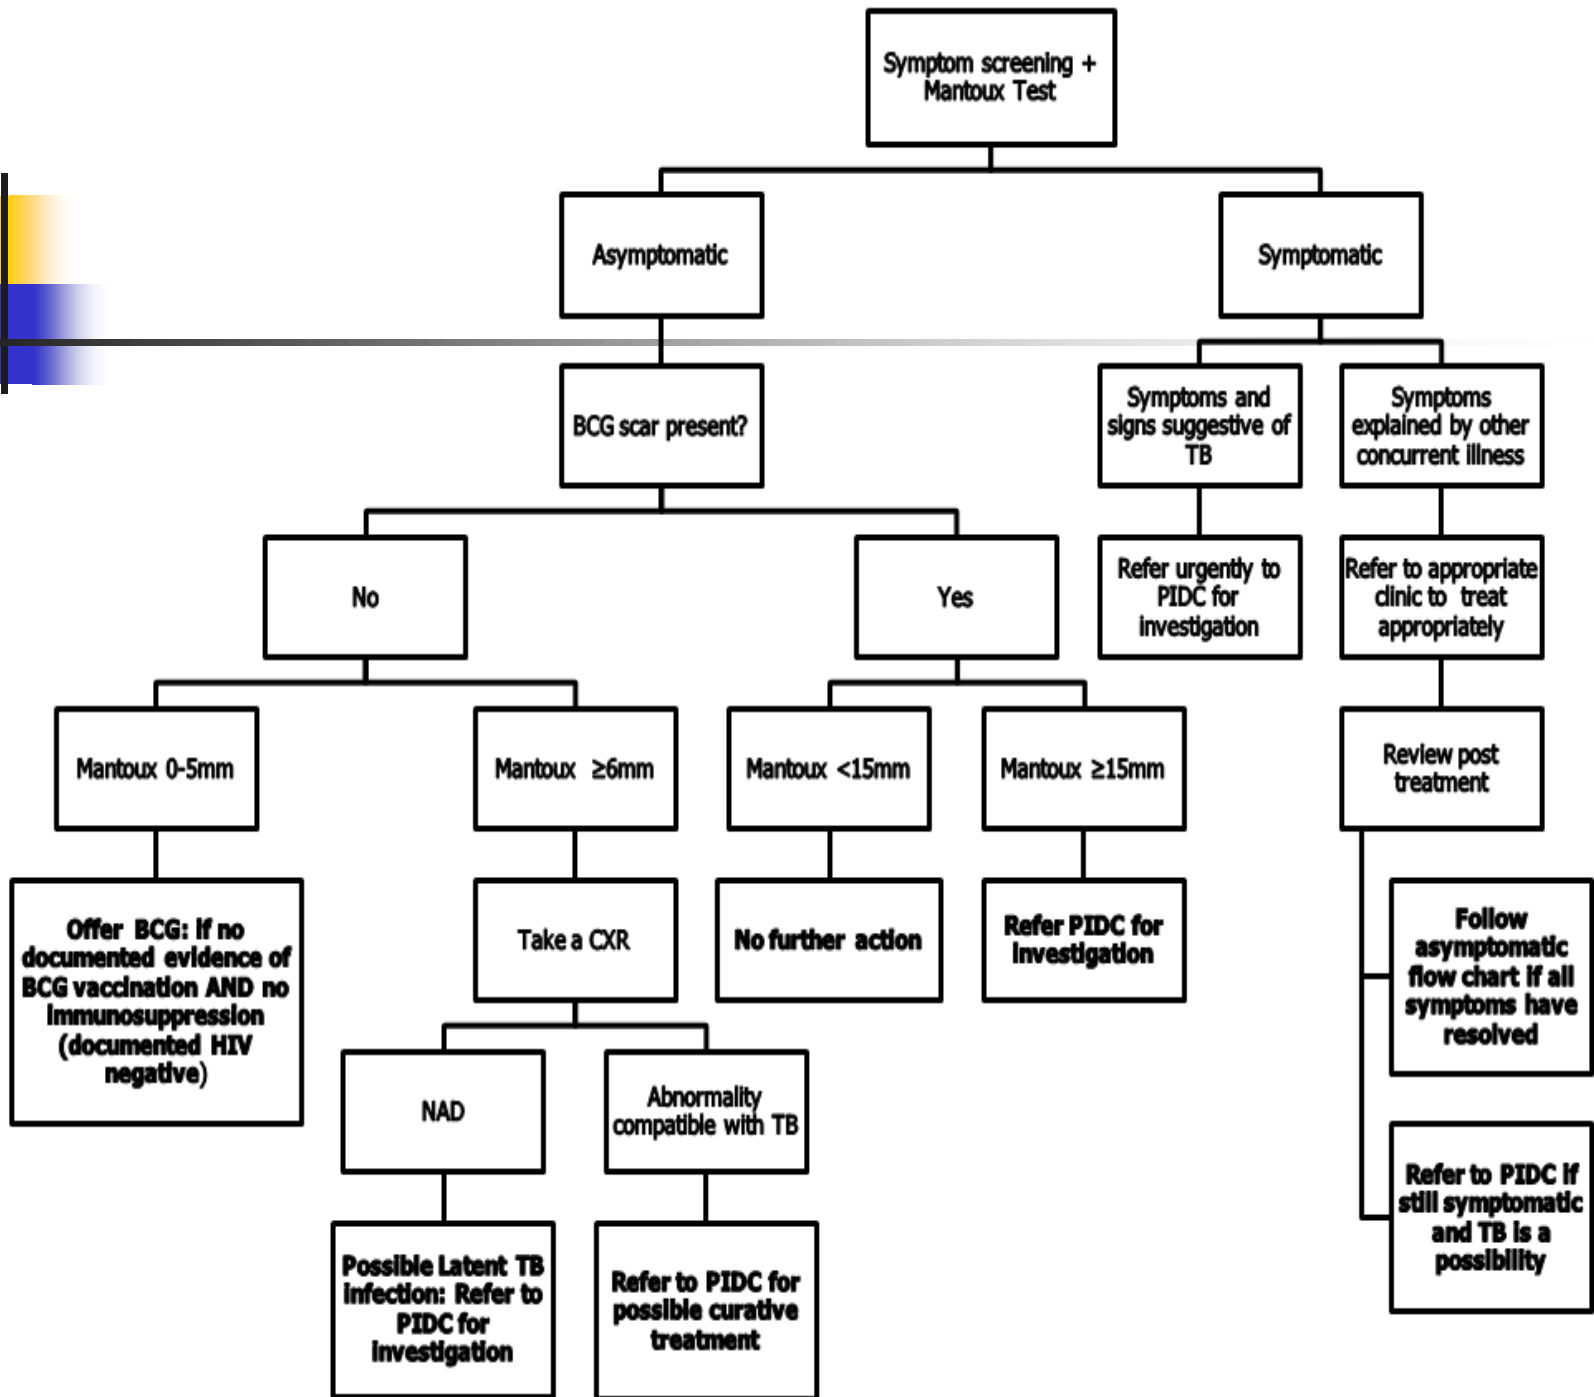 Symptom screening +
Mantoux Test
Asymptomatic
Symptomatic
BCG scar present?
Symptoms and
signs suggestive of
TB
Symptoms
explained by other
concurrent illness
No
Yes
Refer urgently to
PIDC for
investigation
Refer to appropriate
clinic to treat
appropriately
Mantoux 0-5mm
Mantoux ≥6mm
Mantoux <15mm
Mantoux ≥15mm
Review post
treatment
Offer BCG: if no
documented evidence of
BCG vaccination AND no
immunosuppression
(documented HIV
negative)
Take a CXR
No further action
Refer PIDC for
investigation
Follow
asymptomatic
flow chart if all
symptoms have
resolved
NAD
Abnormality
compatible with TB
Refer to PIDC if
still symptomatic
and TB is a
possibility
Possible Latent TB
infection: Refer to
PIDC for
investigation
Refer to PIDC for
possible curative
treatment